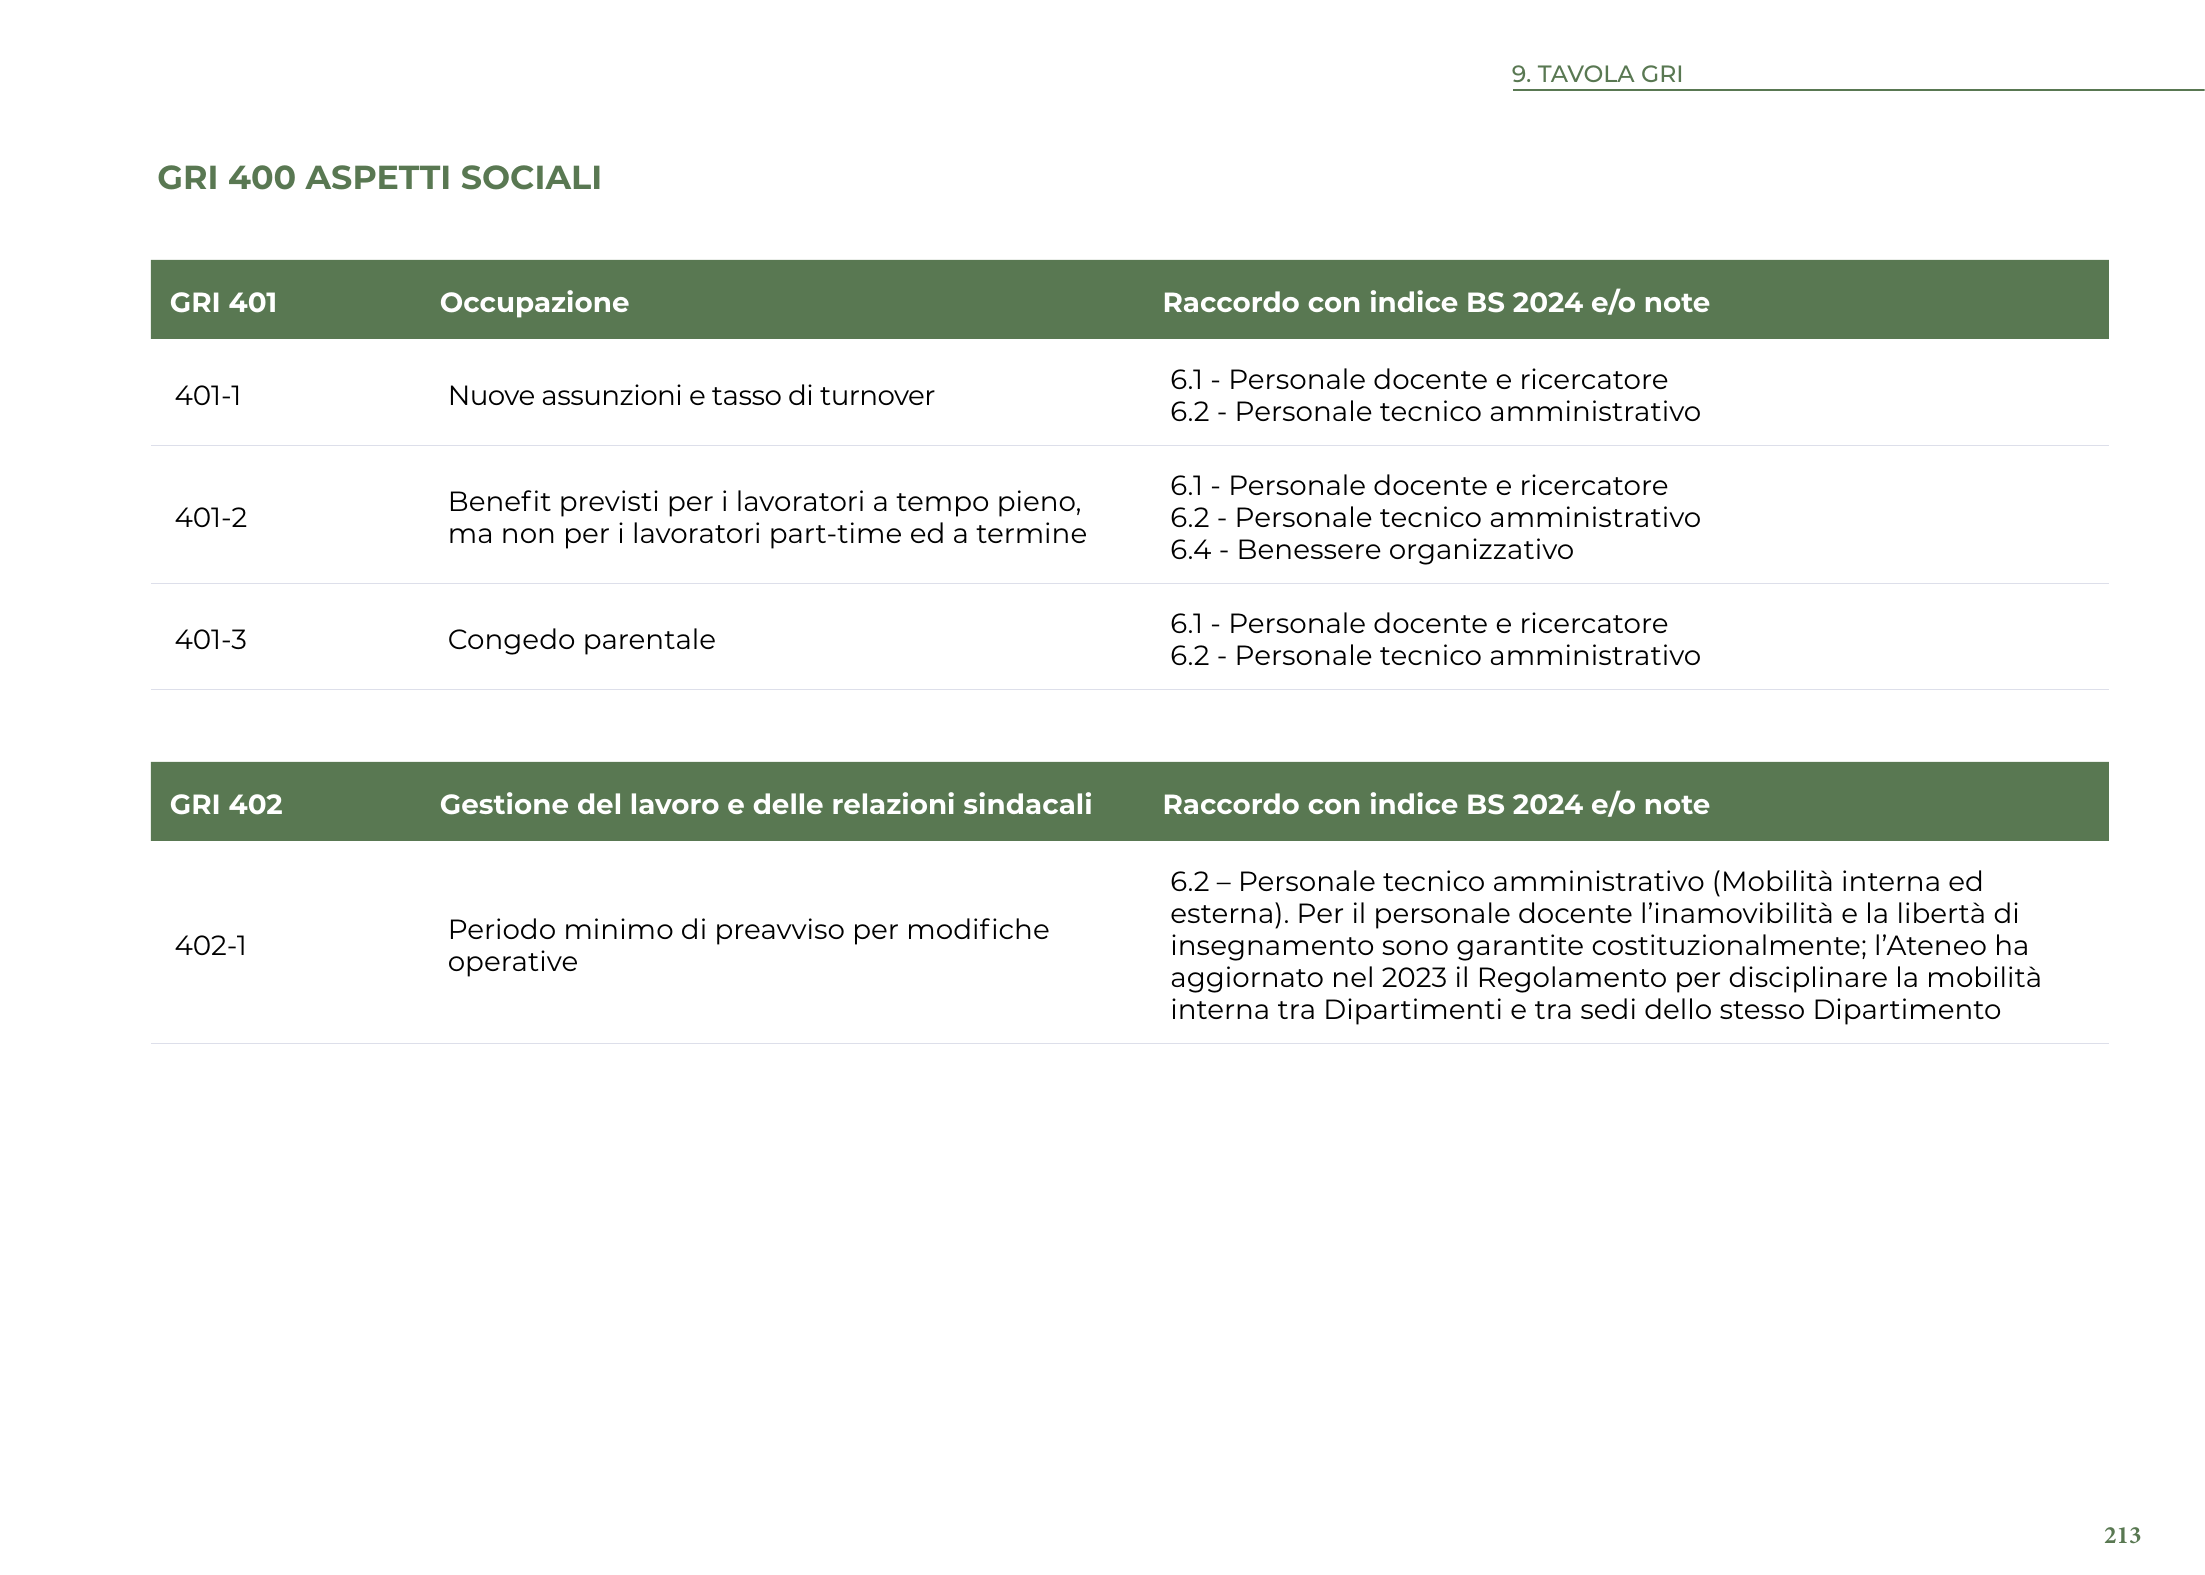 9. TAVOLA GRI
GRI 400 ASPETTI SOCIALI
GRI 401 Occupazione Raccordo con indice BS 2024 e/o note
401-1 Nuove assunzioni e tasso di turnover
6.1 - Personale docente e ricercatore
6.2 - Personale tecnico amministrativo
401-2
Benefit previsti per i lavoratori a tempo pieno,
ma non per i lavoratori part-time ed a termine
6.1 - Personale docente e ricercatore
6.2 - Personale tecnico amministrativo
6.4 - Benessere organizzativo
401-3 Congedo parentale
6.1 - Personale docente e ricercatore
6.2 - Personale tecnico amministrativo
GRI 402 Gestione del lavoro e delle relazioni sindacali Raccordo con indice BS 2024 e/o note
402-1
Periodo minimo di preavviso per modifiche
operative
6.2 – Personale tecnico amministrativo (Mobilità interna ed
esterna). Per il personale docente l’inamovibilità e la libertà di
insegnamento sono garantite costituzionalmente; l’Ateneo ha
aggiornato nel 2023 il Regolamento per disciplinare la mobilità
interna tra Dipartimenti e tra sedi dello stesso Dipartimento
213